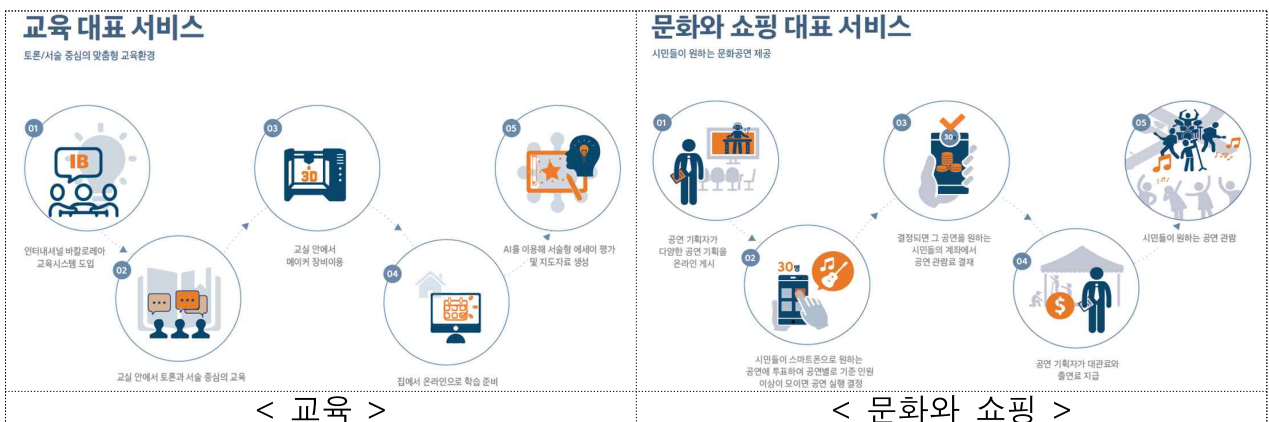 교육 대표 서비스
토론/서술 중심의 맞춤형 교육환경
01
IB
인터내셔널 바칼로레아
교육시스템 도입
02
교실 안에서 토론과 서술 중심의 교육
03
3D
교실 안에서
메이커 장비이용
04
집에서 온라인으로 학습 준비
05
AI를 이용해 서술형 에세이 평가
및 지도자료 생성
< 교육 >
문화와 쇼핑 대표 서비스
시민들이 원하는 문화공연 제공
01
공연 기획자가
다양한 공연 기획을
온라인 게시
02
30명
시민들이 스마트폰으로 원하는
공연에 투표하여 공연별로 기준 인원
이상이 모이면 공연 실행 결정
03
30
결정되면 그 공연을 원하는
시민들의 계좌에서
공연 관람료 결재
04
$
공연 기획자가 대관료와
출연료 지급
05
시민들이 원하는 공연 관람
< 문화와 쇼핑 >